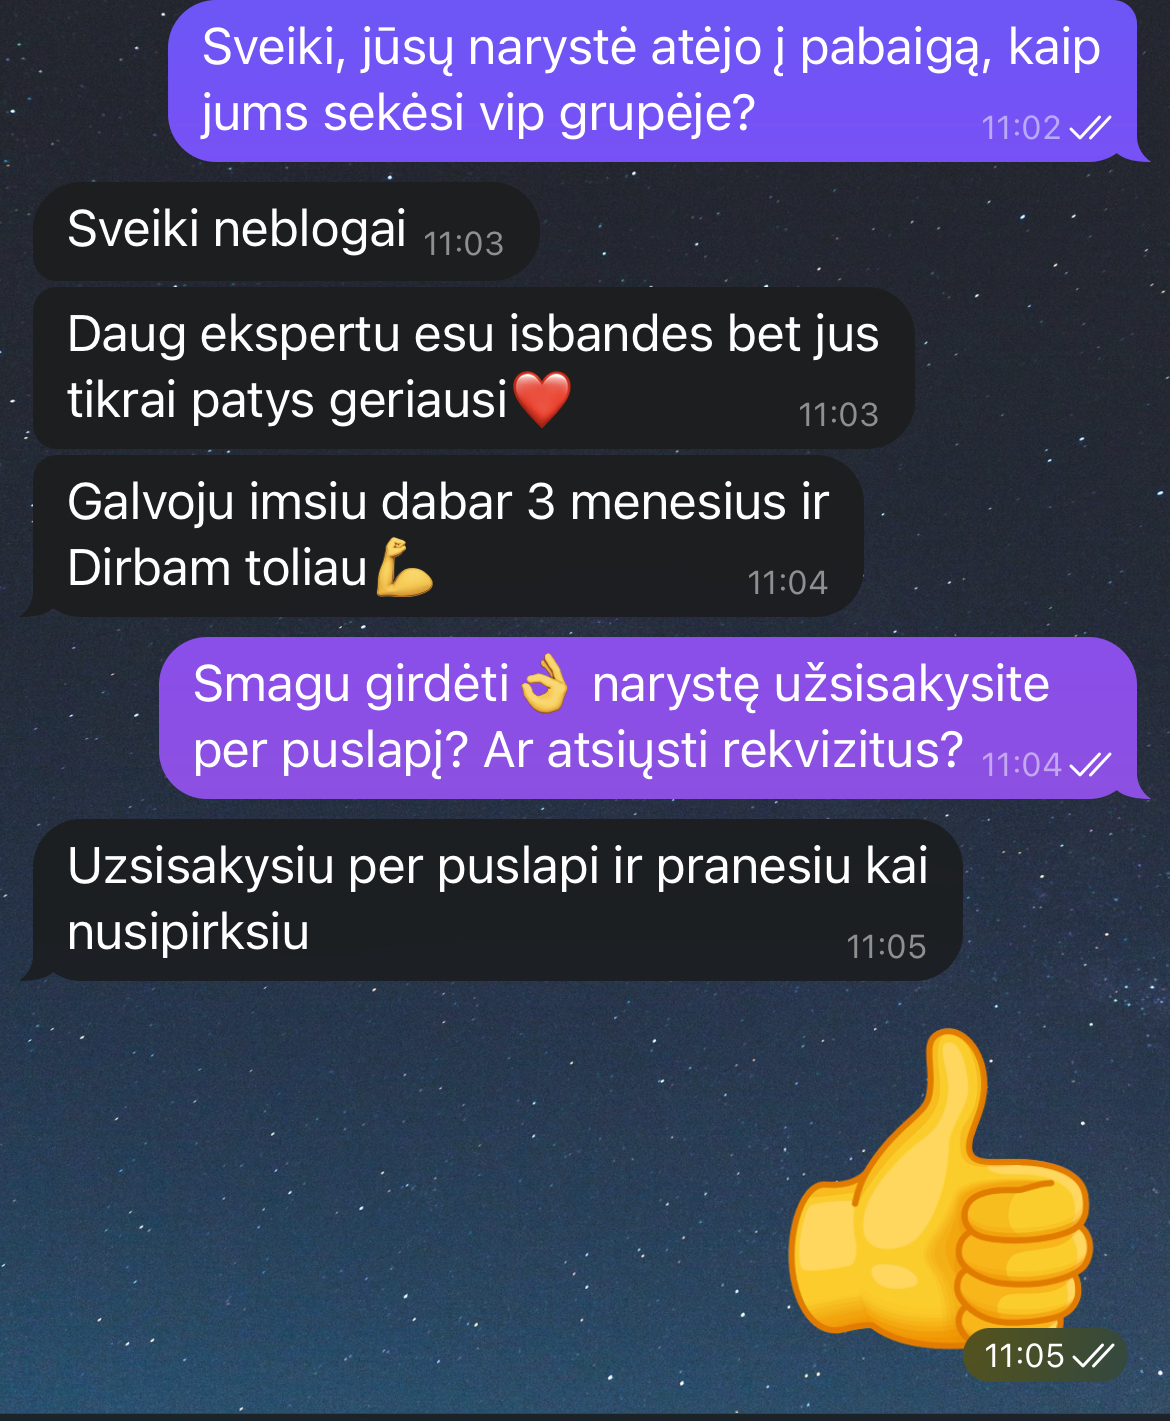 Sveiki, jūsų narystė atėjo į pabaigą, kaip
jums sekėsi vip grupėje?
11:02
Sveiki neblogai
11:03
Daug ekspertu esu isbandes bet jus
tikrai patys geriausi❤️
11:03
Galvoju imsiu dabar 3 menesius ir
Dirbam toliau💪
11:04
Smagu girdėti👌 narystę užsisakysite
per puslapį? Ar atsiųsti rekvizitus?
11:04
Uzsisakysiu per puslapi ir pranesiu kai
nusipirksiu
11:05
11:05